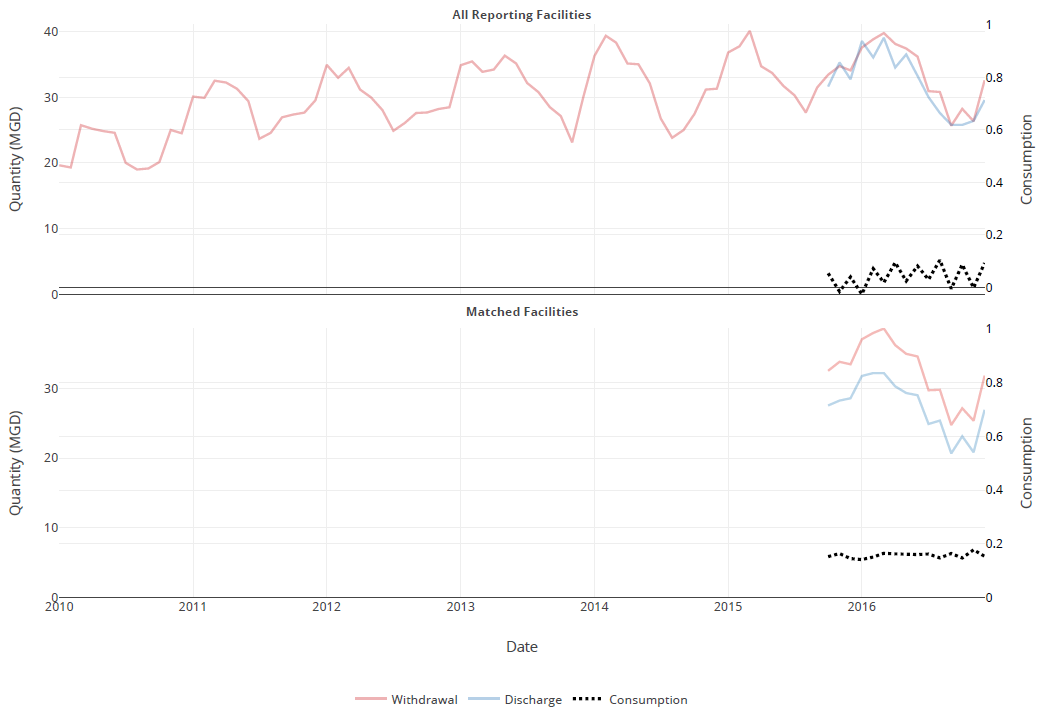 All Reporting Facilities
40
30
20
10
0
Quantity (MGD)
1
0.8
0.6
0.4
0.2
0
Consumption
Matched Facilities
30
20
10
0
Quantity (MGD)
1
0.8
0.6
0.4
0.2
0
Consumption
2010 2011 2012 2013 2014 2015 2016
Date
Withdrawal Discharge Consumption